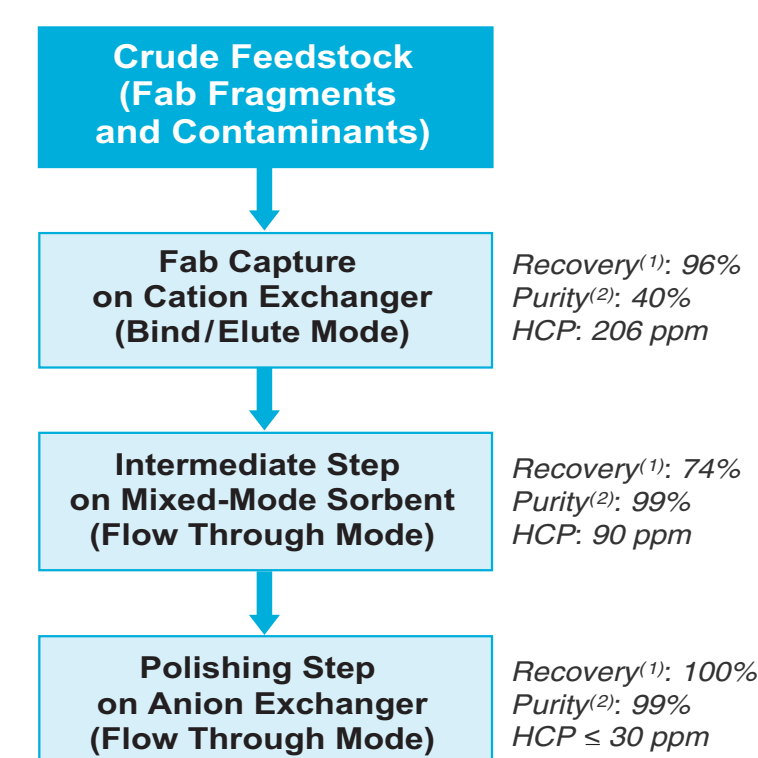 Crude Feedstock
(Fab Fragments
and Contaminants)
Fab Capture
on Cation Exchanger
(Bind/Elute Mode)
Recovery(1): 96%
Purity(2): 40%
HCP: 206 ppm
Intermediate Step
on Mixed-Mode Sorbent
(Flow Through Mode)
Recovery(1): 74%
Purity(2): 99%
HCP: 90 ppm
Polishing Step
on Anion Exchanger
(Flow Through Mode)
Recovery(1): 100%
Purity(2): 99%
HCP ≤ 30 ppm